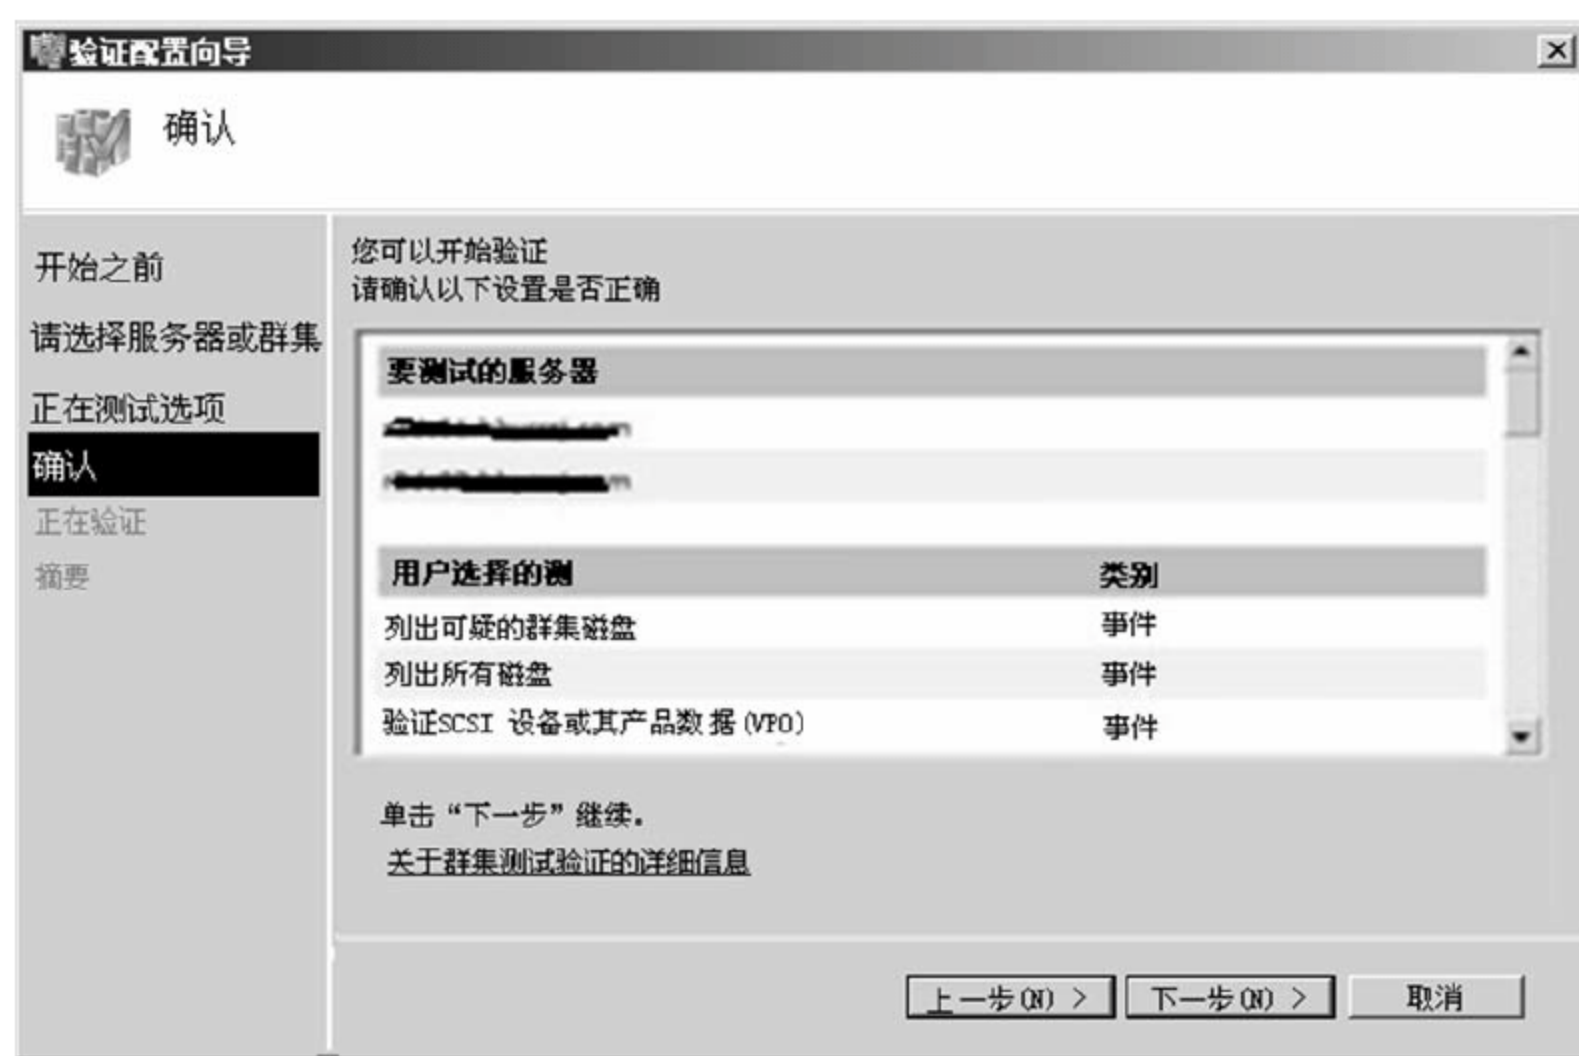 验证配置向导
确认
开始之前
请选择服务器或群集
正在测试选项
确认
正在验证
摘要
您可以开始验证
请确认以下设置是否正确
要测试的服务器
用户选择的测 类别
列出可疑的群集磁盘 事件
列出所有磁盘 事件
验证SCSI 设备或其产品数据(VPO) 事件
单击“下一步”继续.
关于群集测试验证的详细信息
上一步(N) > 下一步(N) > 取消